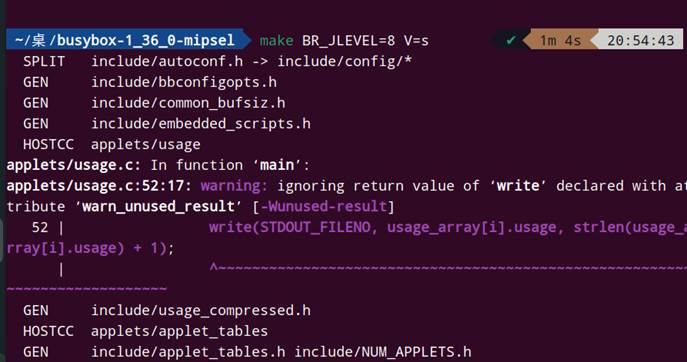 ~/桌/busybox-1_36_0-mipsel make BR_JLEVEL=8 V=s ✔ 1m 4s 20:54:43
SPLIT include/autoconf.h -> include/config/*
GEN include/bbconfigopts.h
GEN include/common_bufsiz.h
GEN include/embedded_scripts.h
HOSTCC applets/usage
applets/usage.c: In function ‘main’:
applets/usage.c:52:17: warning: ignoring return value of ‘write’ declared with at
tribute ‘warn_unused_result’ [-Wunused-result]
52 | write(STDOUT_FILENO, usage_array[i].usage, strlen(usage_a
rray[i].usage) + 1);
| ^~~~~~~~~~~~~~~~~~~~~~~~~~~~~~~~~~~~~~~~~~~~~~~~~~~~~~~~~
~~~~~~~~~~~~~~~~~~~
GEN include/usage_compressed.h
HOSTCC applets/applet_tables
GEN include/applet_tables.h include/NUM_APPLETS.h